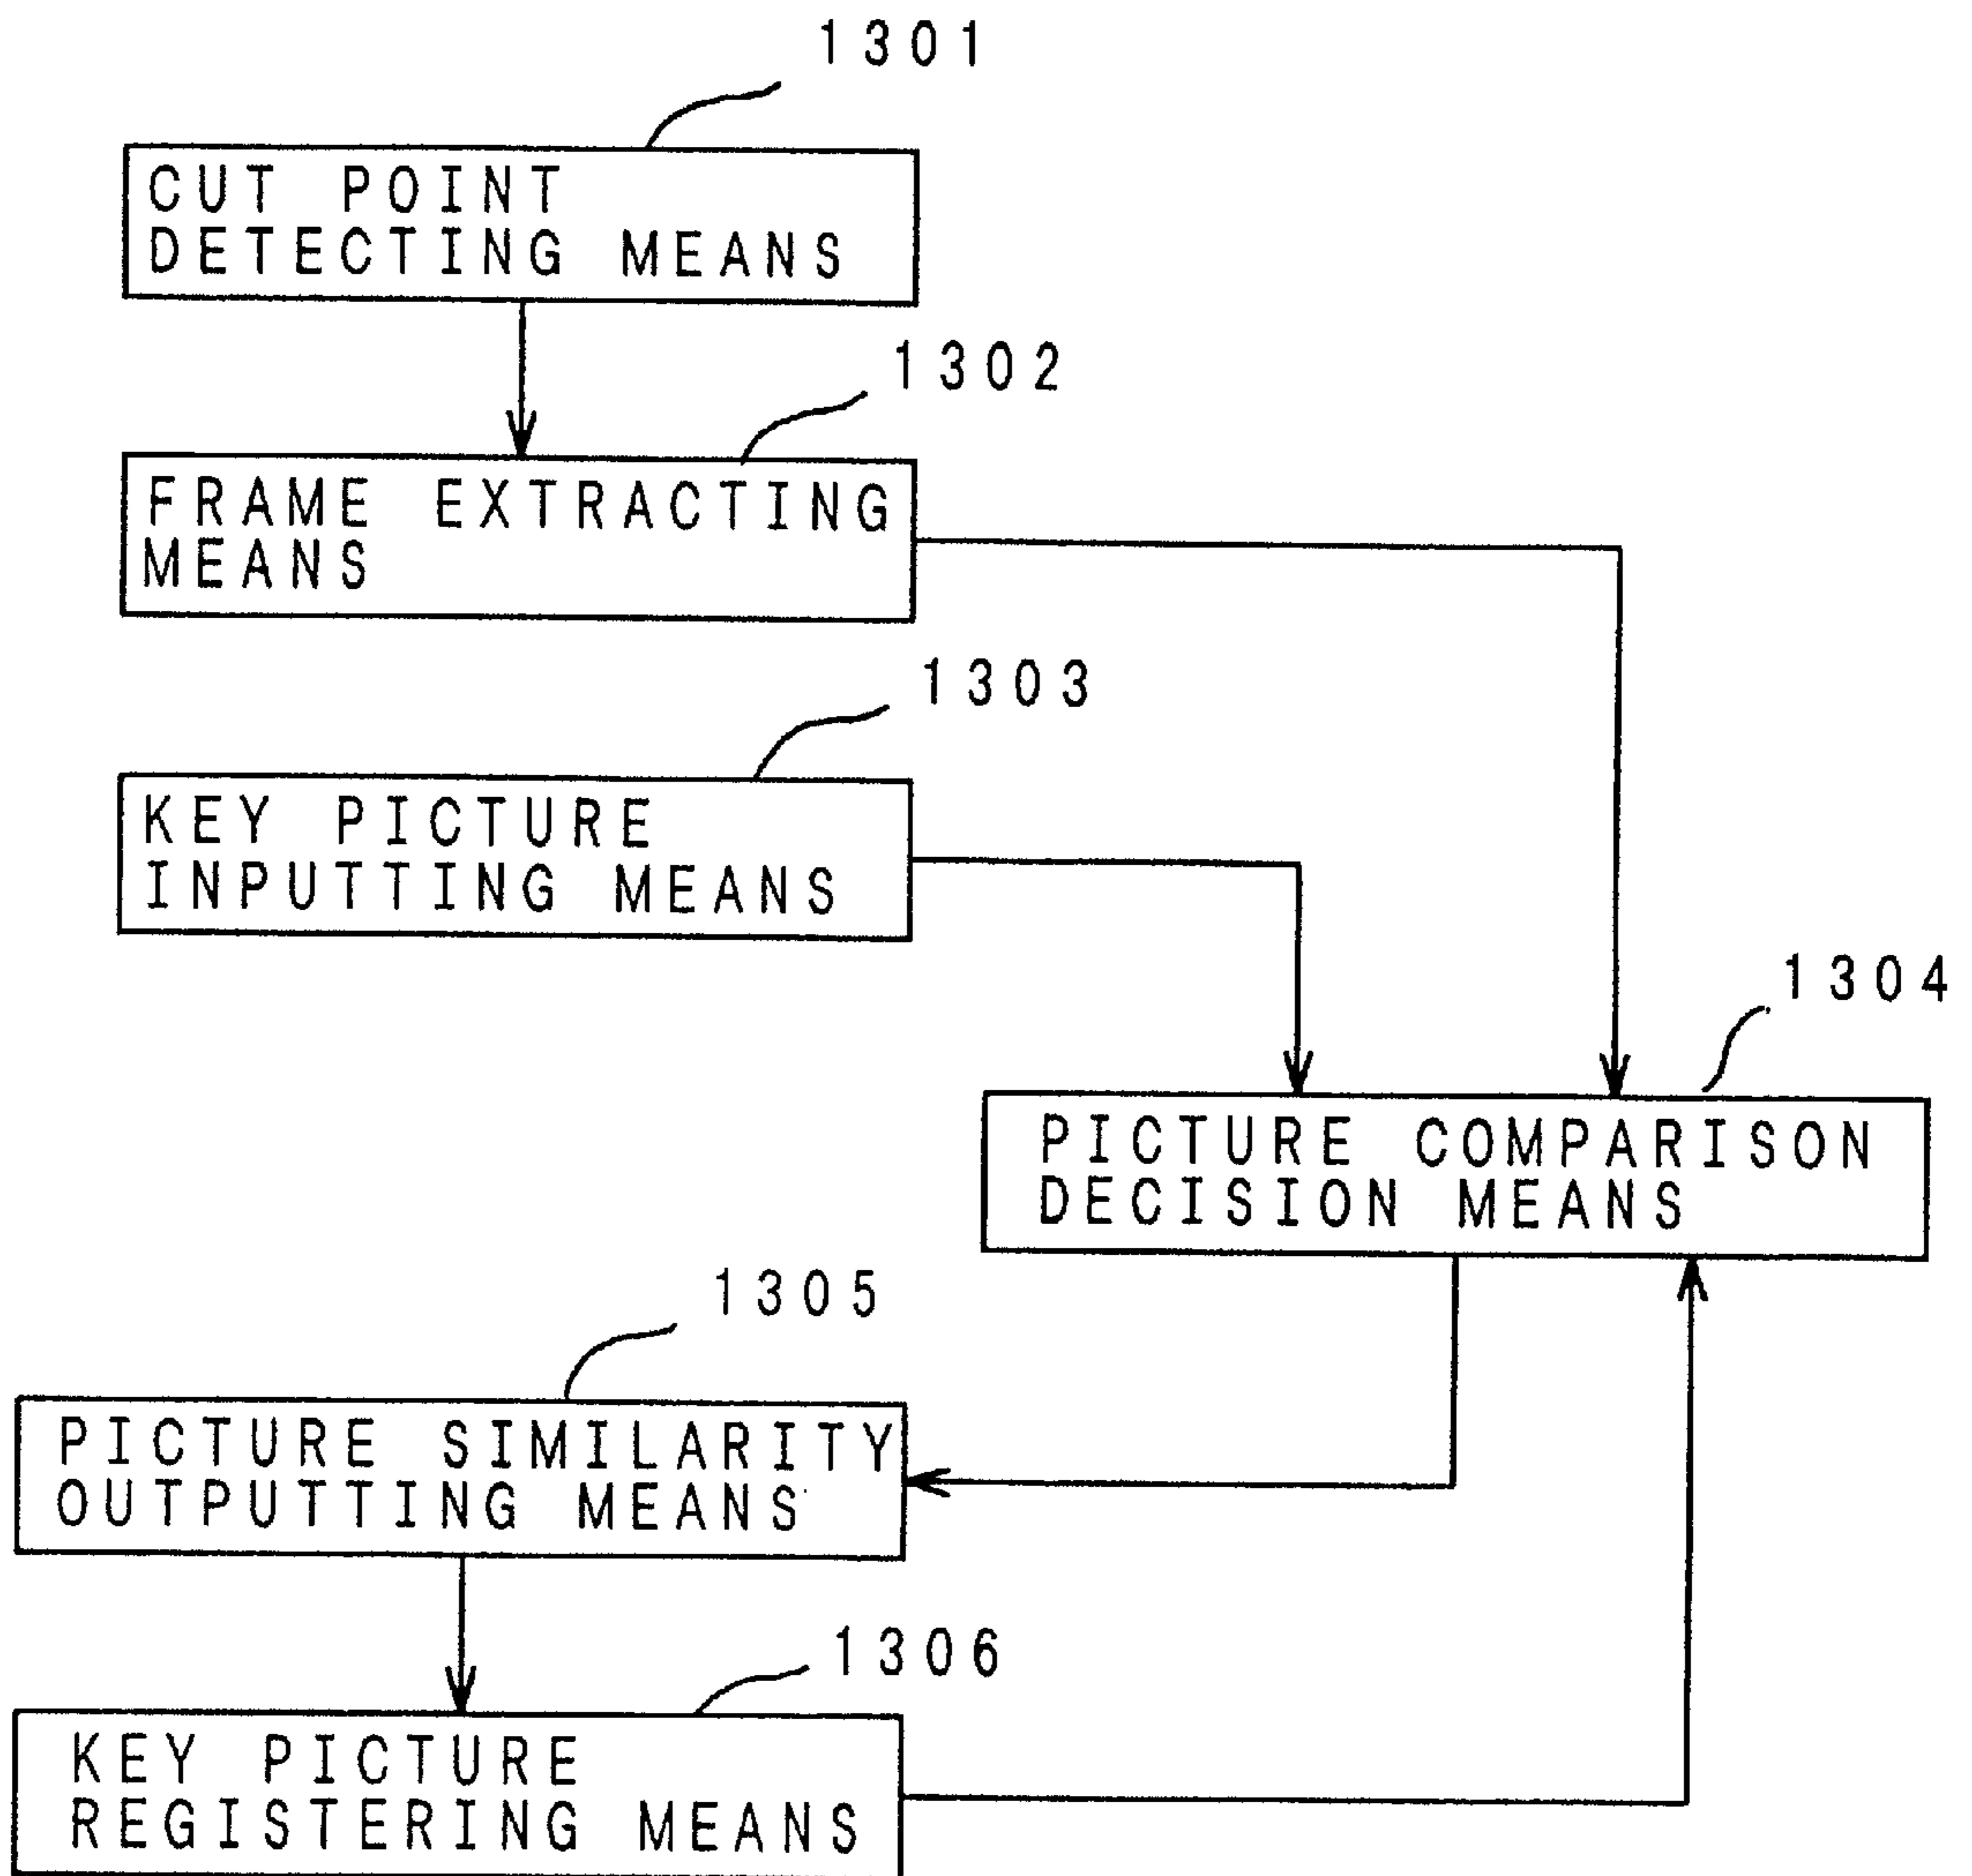 1301
CUT POINT
DETECTING MEANS
1302
FRAME EXTRACTING
MEANS
1303
KEY PICTURE
INPUTTING MEANS
1304
PICTURE COMPARISON
DECISION MEANS
1305
PICTURE SIMILARITY
OUTPUTTING MEANS
1306
KEY PICTURE
REGISTERING MEANS